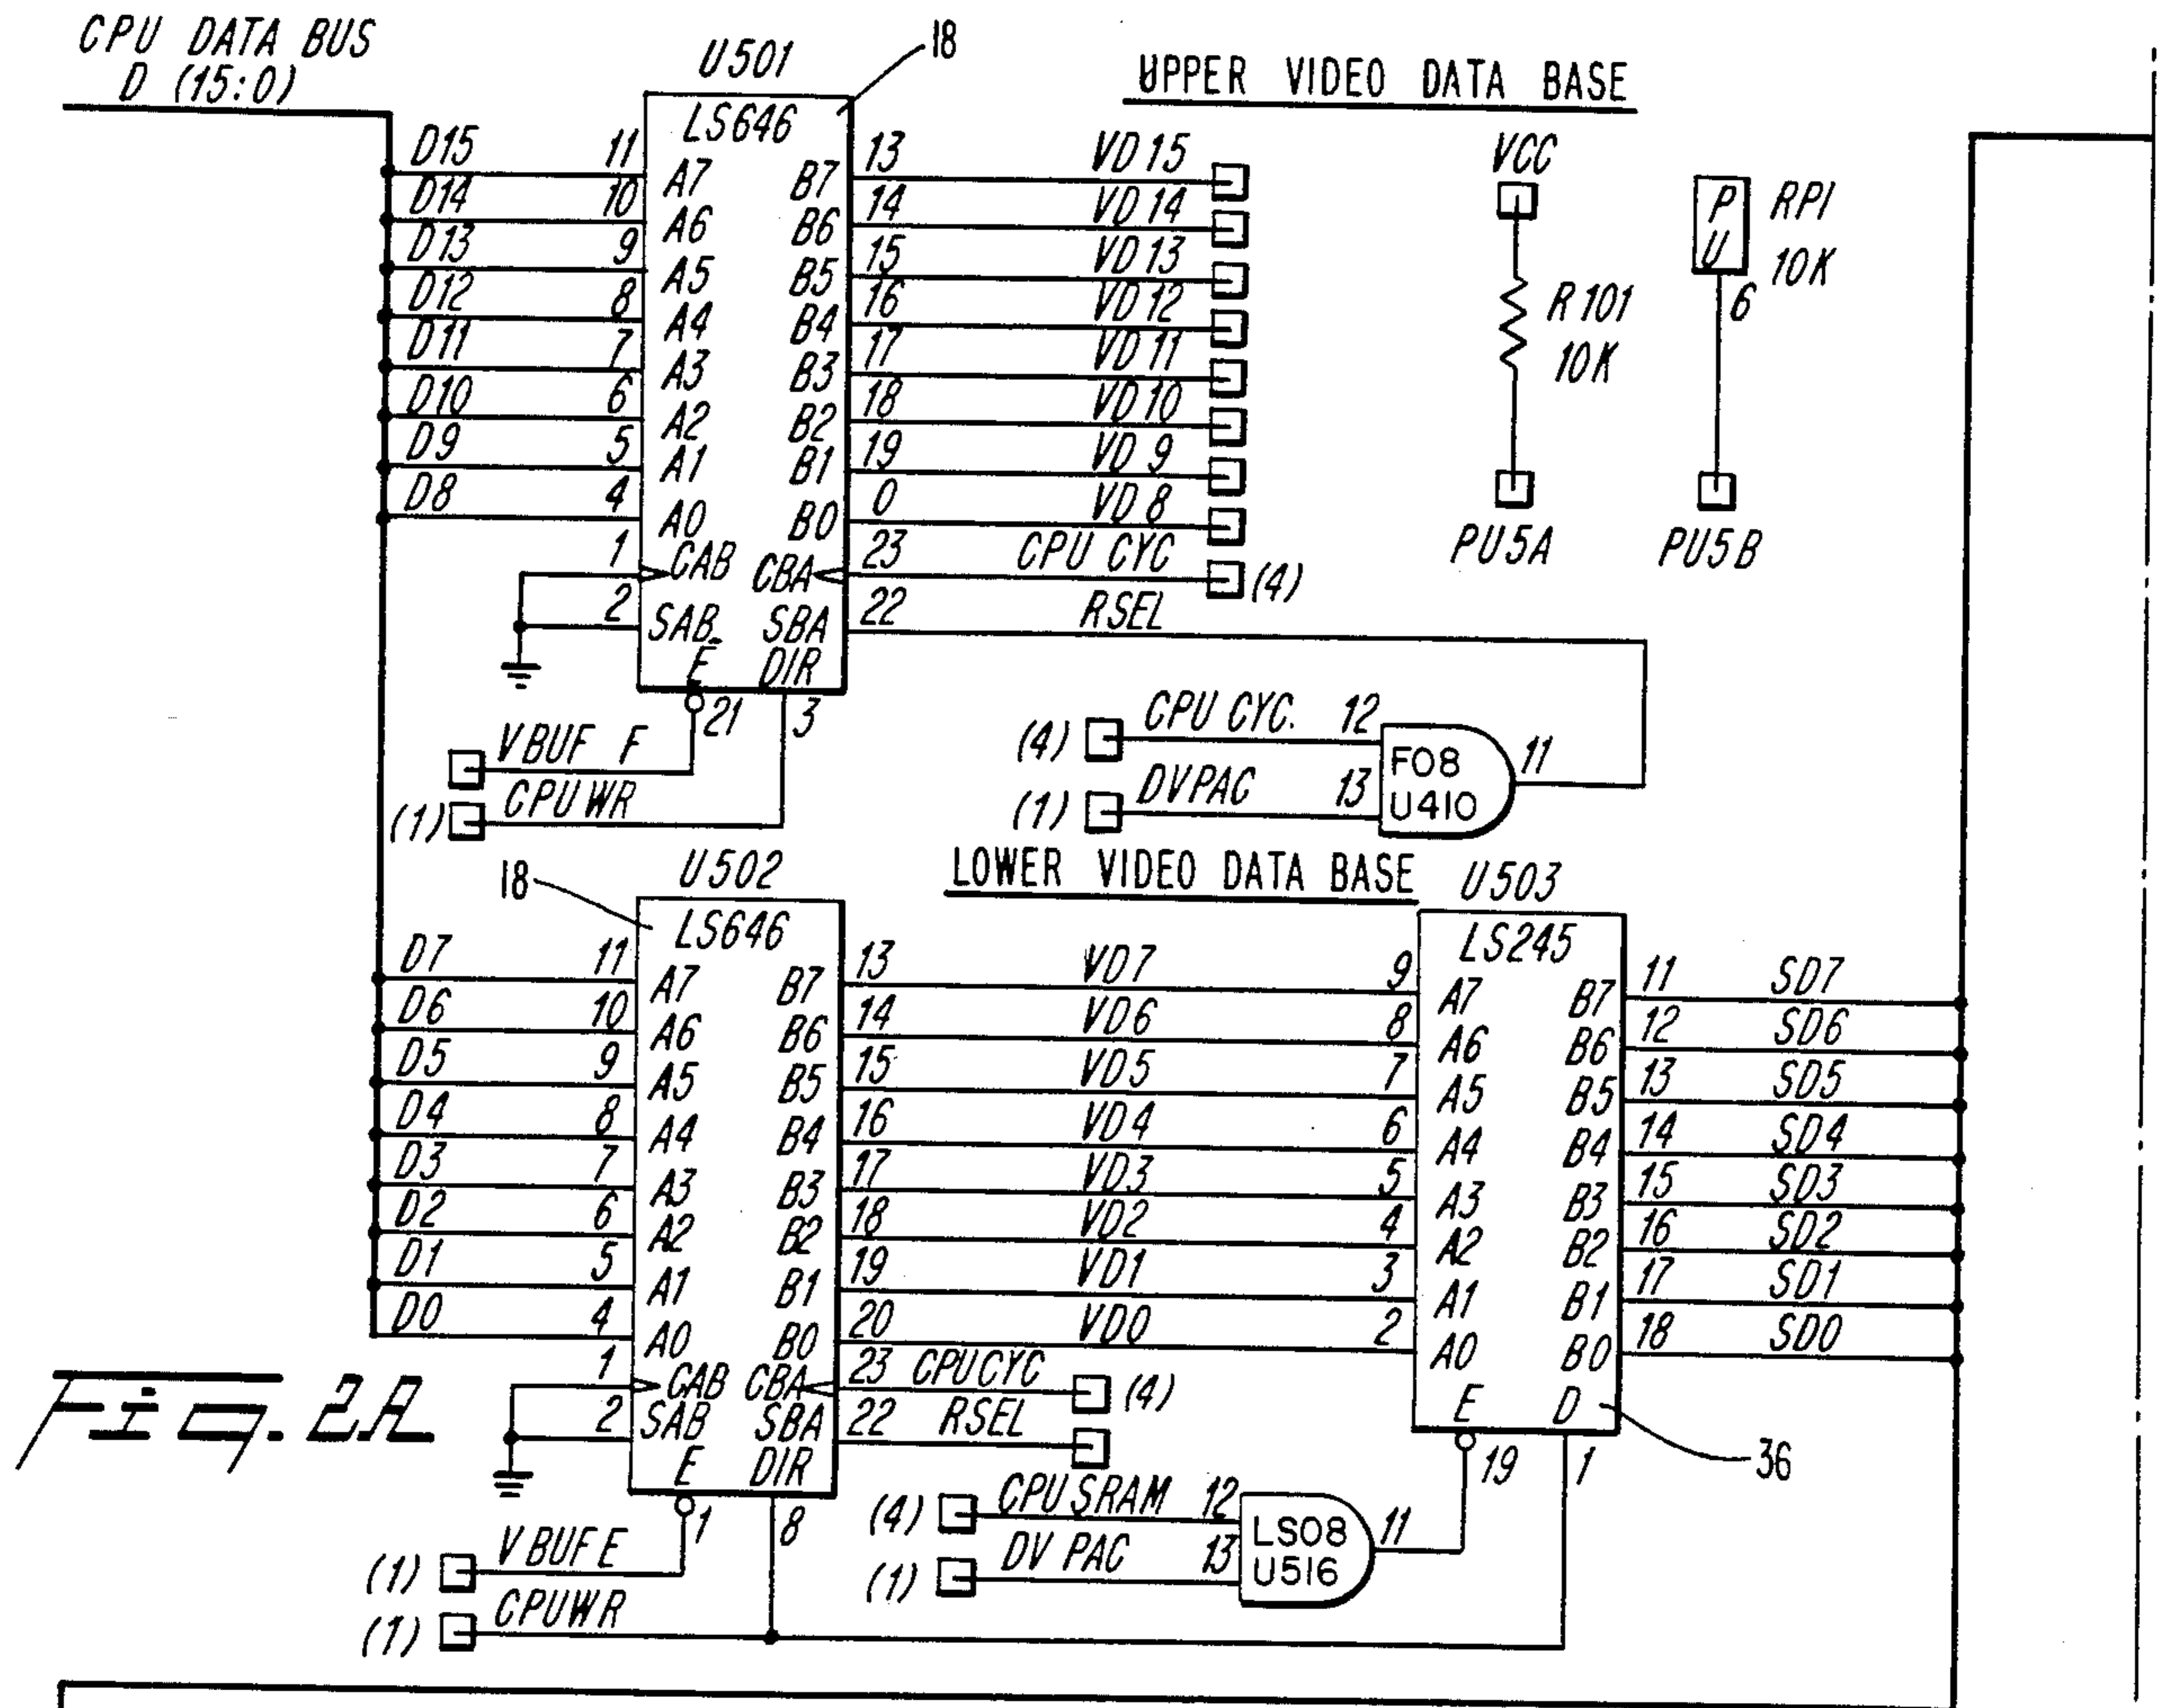 CPU DATA BUS
D (15:0)
U501
18
UPPER VIDEO DATA BASE
LS646
D15 11 A7 B7 13 VD15
D14 10 A6 B6 14 VD14
D13 9 A5 B5 15 VD13
D12 8 A4 B4 16 VD12
D11 7 A3 B3 17 VD11
D10 6 A2 B2 18 VD10
D9 5 A1 B1 19 VD9
D8 4 A0 B0 0 VD8
1 CAB CBA 23 CPU CYC (4)
2 SAB SBA 22 RSEL
E DIR
21 3
VBUF F
(1) CPUWR
VCC
R101
10K
PU5A
PU
RP1
10K
6
PU5B
(4) CPU CYC. 12
(1) DVPAC 13
F08
U410
11
LOWER VIDEO DATA BASE
U502
18
LS646
U503
LS245
D7 11 A7 B7 13 VD7 9 A7 B7 11 SD7
D6 10 A6 B6 14 VD6 8 A6 B6 12 SD6
D5 9 A5 B5 15 VD5 7 A5 B5 13 SD5
D4 8 A4 B4 16 VD4 6 A4 B4 14 SD4
D3 7 A3 B3 17 VD3 5 A3 B3 15 SD3
D2 6 A2 B2 18 VD2 4 A2 B2 16 SD2
D1 5 A1 B1 19 VD1 3 A1 B1 17 SD1
D0 4 A0 B0 20 VD0 2 A0 B0 18 SD0
1 CAB CBA 23 CPUCYC (4)
2 SAB SBA 22 RSEL
E DIR
1 8
E D
19 1
36
(4) CPUSRAM 12
(1) DV PAC 13
LS08
U516
11
(1) VBUFE
(1) CPUWR
Fig. 2A